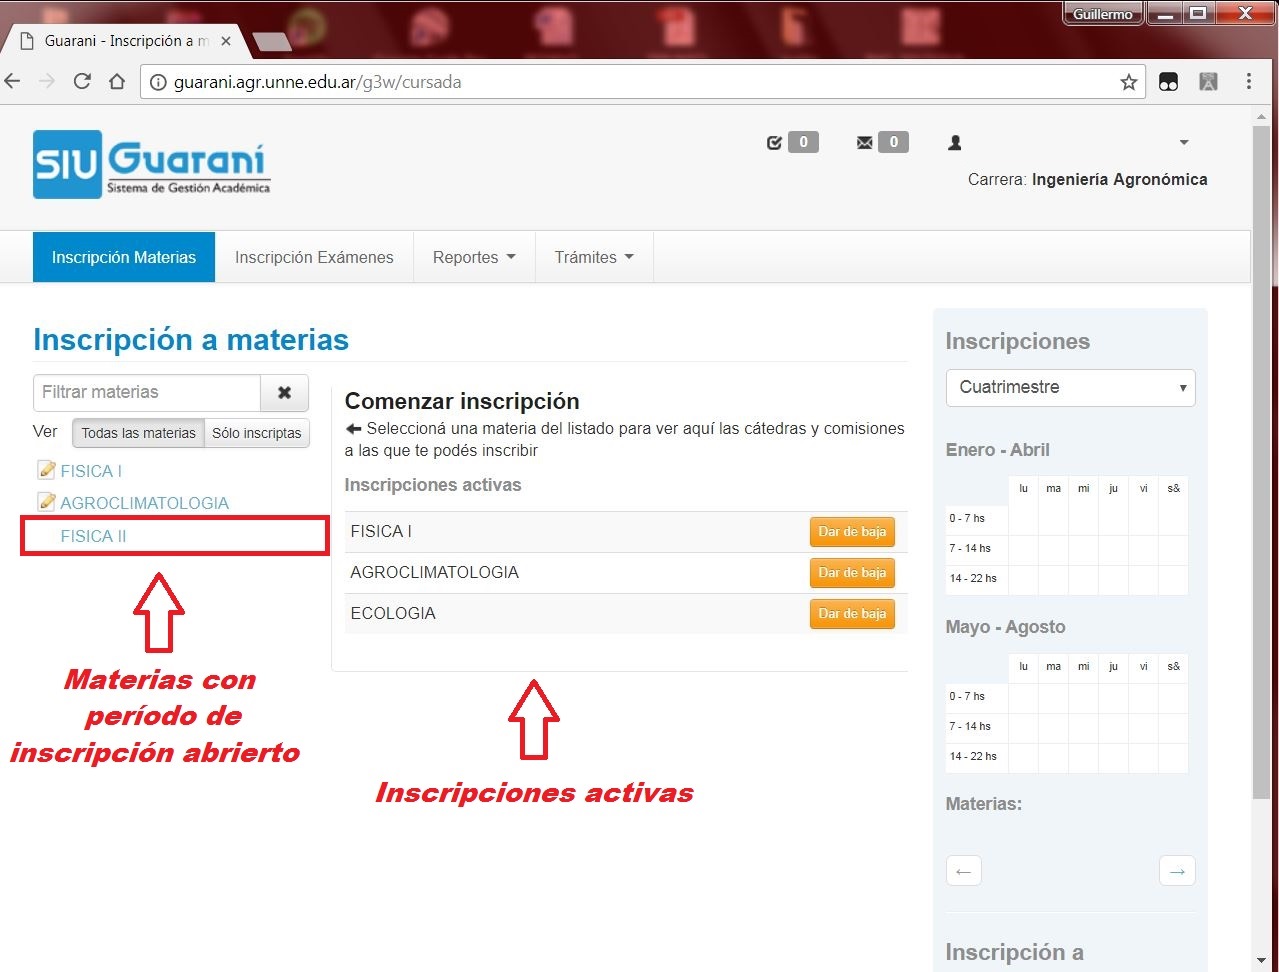 Guillermo
Guarani - Inscripción a m
guarani.agr.unne.edu.ar/g3w/cursada
SIU Guaraní
Sistema de Gestión Académica
0
0
Carrera: Ingeniería Agronómica
Inscripción Materias
Inscripción Exámenes
Reportes
Trámites
Inscripción a materias
Filtrar materias
Ver
Todas las materias
Sólo inscriptas
FISICA I
AGROCLIMATOLOGIA
FISICA II
Materias con
período de
inscripción abrierto
Comenzar inscripción
Seleccioná una materia del listado para ver aquí las cátedras y comisiones
a las que te podés inscribir
Inscripciones activas
FISICA I Dar de baja
AGROCLIMATOLOGIA Dar de baja
ECOLOGIA Dar de baja
Inscripciones activas
Inscripciones
Cuatrimestre
Enero - Abril
lu ma mi ju vi s&
0 - 7 hs
7 - 14 hs
14 - 22 hs
Mayo - Agosto
lu ma mi ju vi s&
0 - 7 hs
7 - 14 hs
14 - 22 hs
Materias:
Inscripción a